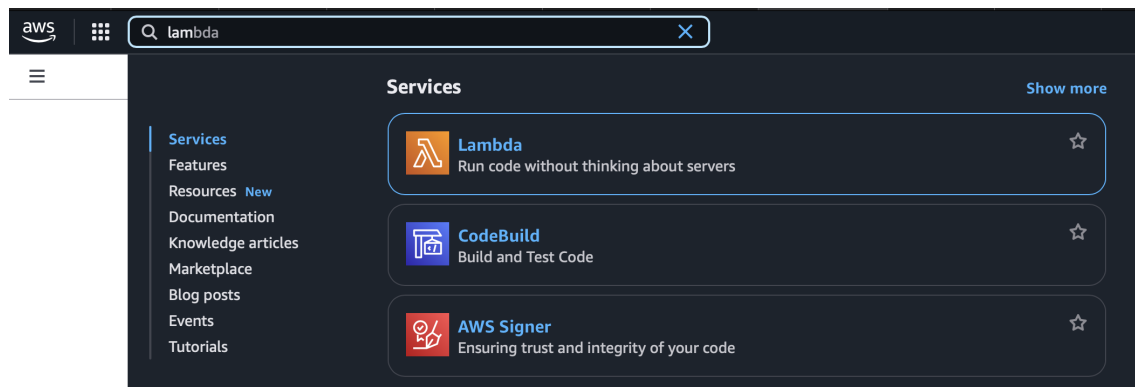 aws
lambda
Services
Show more
Services
Features
Resources New
Documentation
Knowledge articles
Marketplace
Blog posts
Events
Tutorials
Lambda
Run code without thinking about servers
CodeBuild
Build and Test Code
AWS Signer
Ensuring trust and integrity of your code